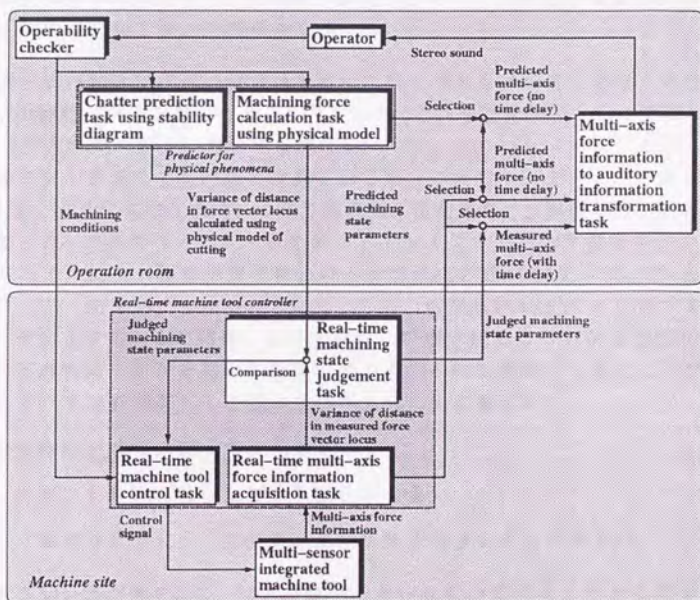 Operability
checker
Operator
Stereo sound
Chatter prediction
task using stability
diagram
Machining force
calculation task
using physical model
Selection
Predicted
multi-axis
force (no
time delay)
Multi-axis
force
information
to auditory
information
transformation
task
Predictor for
physical phenomena
Predicted
multi-axis
force (no
time delay)
Selection
Selection
Machining
conditions
Variance of distance
in force vector locus
calculated using
physical model of
cutting
Predicted
machining state
parameters
Measured
multi-axis
force (with
time delay)
Operation room
Real-time machine tool controller
Judged
machining
state parameters
Real-time
machining
state
judgement
task
Comparison
Judged machining
state parameters
Variance of distance
in measured force
vector locus
Real-time
machine tool
control task
Real-time multi-axis
force information
acquisition task
Control
signal
Multi-axis force
information
Multi-sensor
integrated
machine tool
Machine site